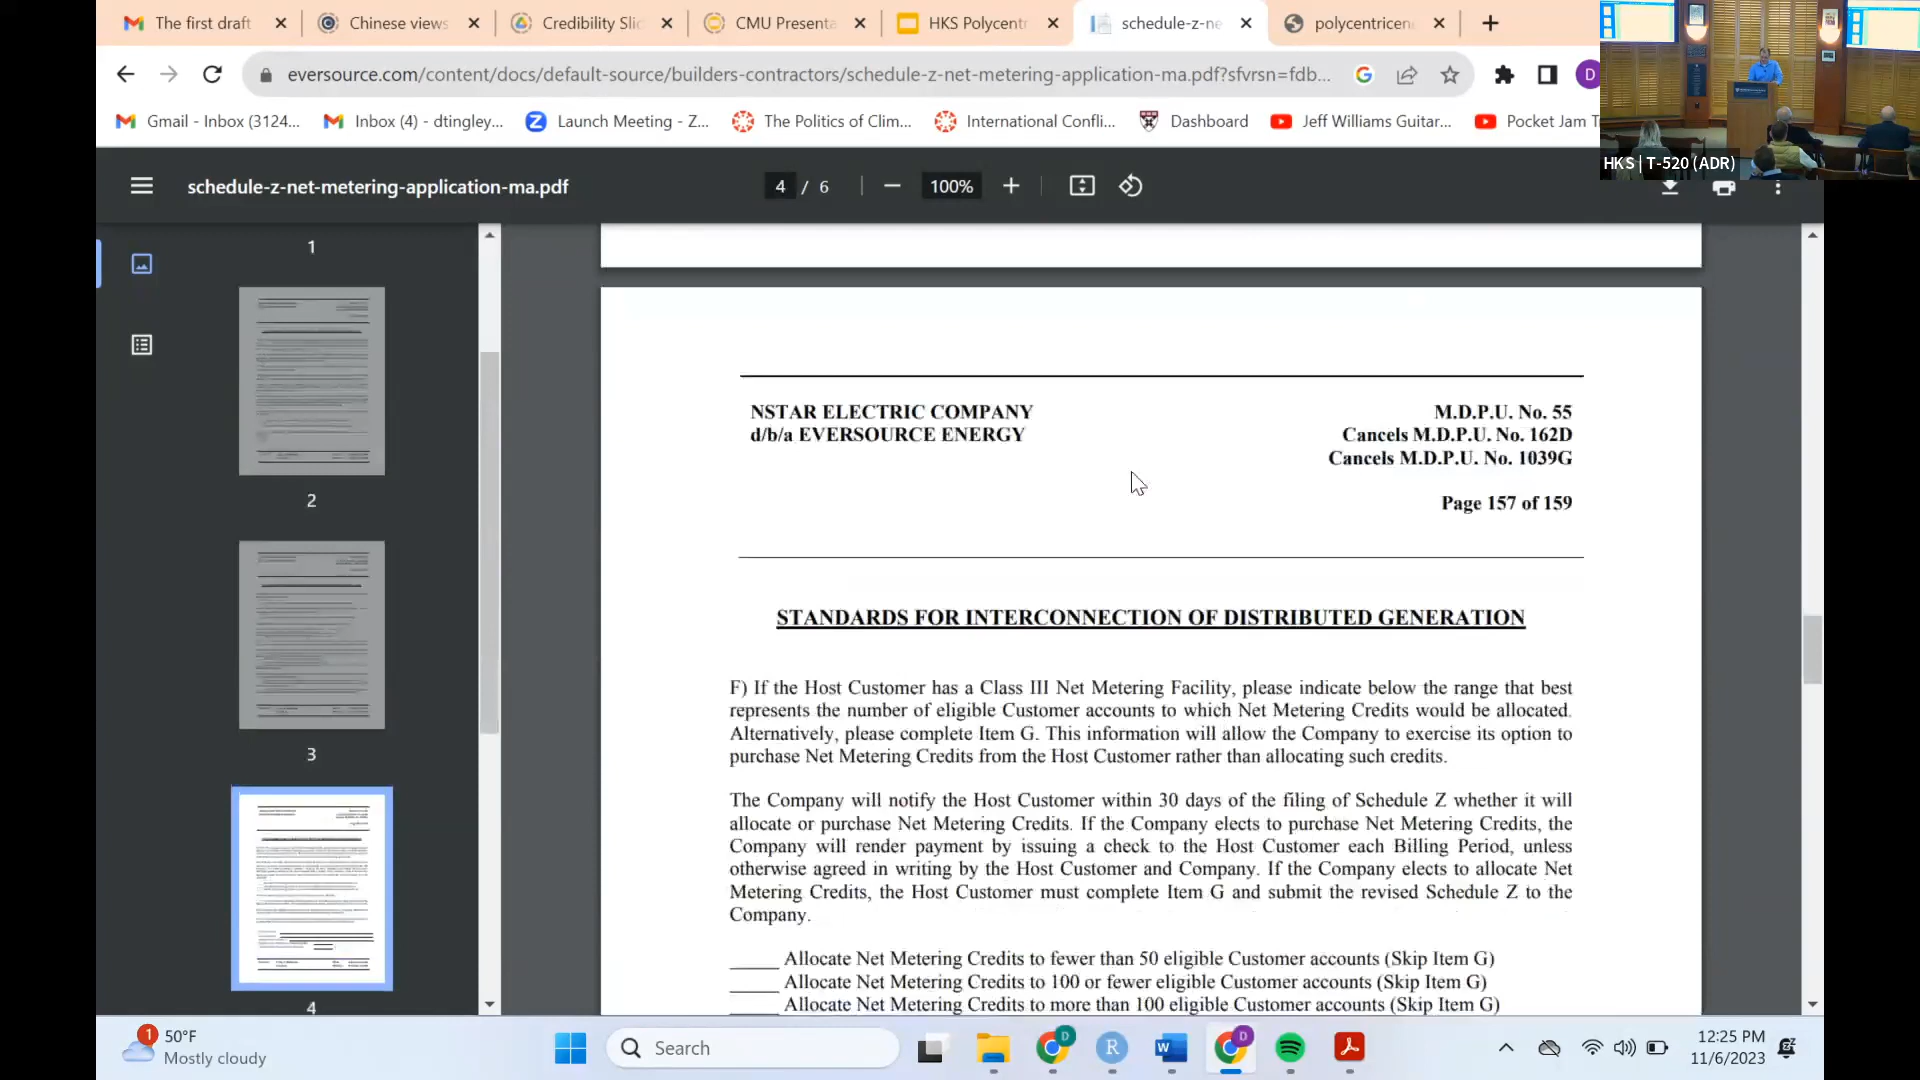 The first draft
Chinese views
Credibility Slic
CMU Presenta
HKS Polycentr
schedule-z-ne
polycentricen
eversource.com/content/docs/default-source/builders-contractors/schedule-z-net-metering-application-ma.pdf?sfvrsn=fdb...
D
Gmail - Inbox (3124...
Inbox (4) - dtingley...
Launch Meeting - Z...
The Politics of Clim...
International Confli...
Dashboard
Jeff Williams Guitar...
Pocket Jam T
HKS | T-520 (ADR)
schedule-z-net-metering-application-ma.pdf
4 / 6
100%
1
2
3
4
NSTAR ELECTRIC COMPANY
d/b/a EVERSOURCE ENERGY
M.D.P.U. No. 55
Cancels M.D.P.U. No. 162D
Cancels M.D.P.U. No. 1039G
Page 157 of 159
STANDARDS FOR INTERCONNECTION OF DISTRIBUTED GENERATION
F) If the Host Customer has a Class III Net Metering Facility, please indicate below the range that best
represents the number of eligible Customer accounts to which Net Metering Credits would be allocated.
Alternatively, please complete Item G. This information will allow the Company to exercise its option to
purchase Net Metering Credits from the Host Customer rather than allocating such credits.
The Company will notify the Host Customer within 30 days of the filing of Schedule Z whether it will
allocate or purchase Net Metering Credits. If the Company elects to purchase Net Metering Credits, the
Company will render payment by issuing a check to the Host Customer each Billing Period, unless
otherwise agreed in writing by the Host Customer and Company. If the Company elects to allocate Net
Metering Credits, the Host Customer must complete Item G and submit the revised Schedule Z to the
Company.
_____ Allocate Net Metering Credits to fewer than 50 eligible Customer accounts (Skip Item G)
_____ Allocate Net Metering Credits to 100 or fewer eligible Customer accounts (Skip Item G)
_____ Allocate Net Metering Credits to more than 100 eligible Customer accounts (Skip Item G)
1
50°F
Mostly cloudy
Search
D
R
W
D
12:25 PM
11/6/2023